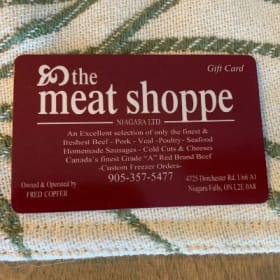 Gift Card
the
meat shoppe
NIAGARA LTD.
An Excellent selection of only the finest &
freshest Beef - Pork - Veal - Poultry - Seafood
Homemade Sausages - Cold Cuts & Cheeses
Canada's finest Grade "A" Red Brand Beef
-Custom Freezer Orders-
905-357-5477
Owned & Operated by
FRED COPFER
4725 Dorchester Rd. Unit A1
Niagara Falls, ON L2E 0A8